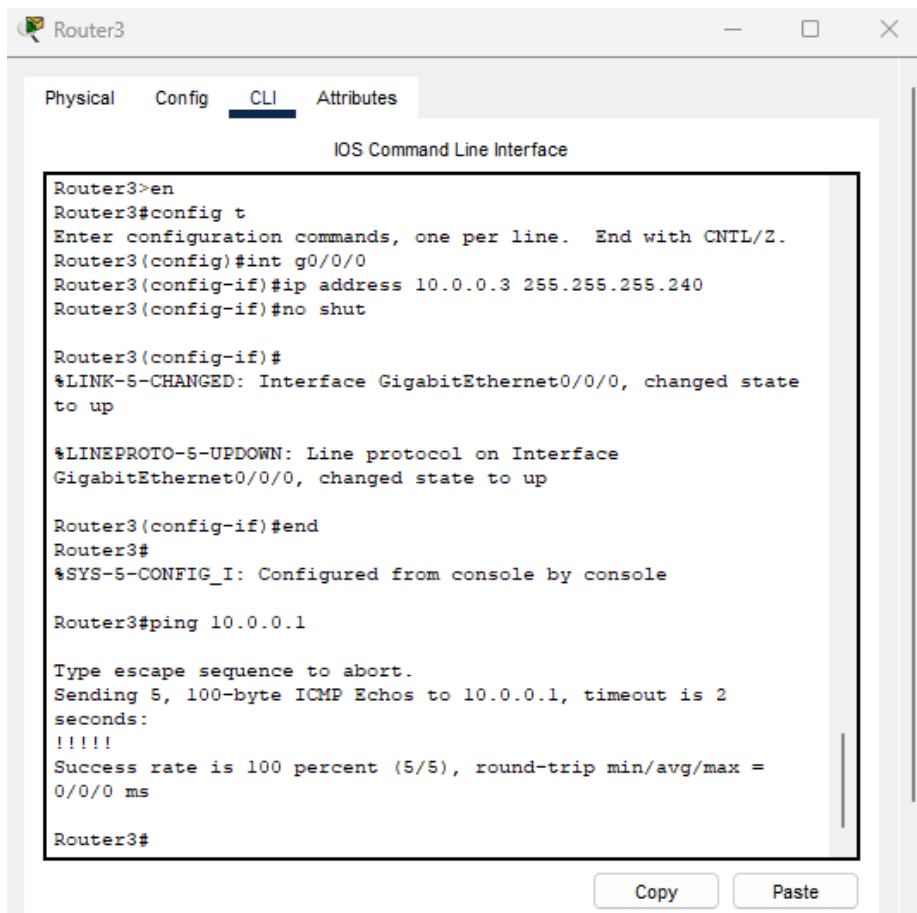 Router3
Physical Config CLI Attributes
IOS Command Line Interface
Router3>en
Router3#config t
Enter configuration commands, one per line.  End with CNTL/Z.
Router3(config)#int g0/0/0
Router3(config-if)#ip address 10.0.0.3 255.255.255.240
Router3(config-if)#no shut
Router3(config-if)#
%LINK-5-CHANGED: Interface GigabitEthernet0/0/0, changed state
to up
%LINEPROTO-5-UPDOWN: Line protocol on Interface
GigabitEthernet0/0/0, changed state to up
Router3(config-if)#end
Router3#
%SYS-5-CONFIG_I: Configured from console by console
Router3#ping 10.0.0.1
Type escape sequence to abort.
Sending 5, 100-byte ICMP Echos to 10.0.0.1, timeout is 2
seconds:
!!!!!
Success rate is 100 percent (5/5), round-trip min/avg/max =
0/0/0 ms
Router3#
Copy Paste